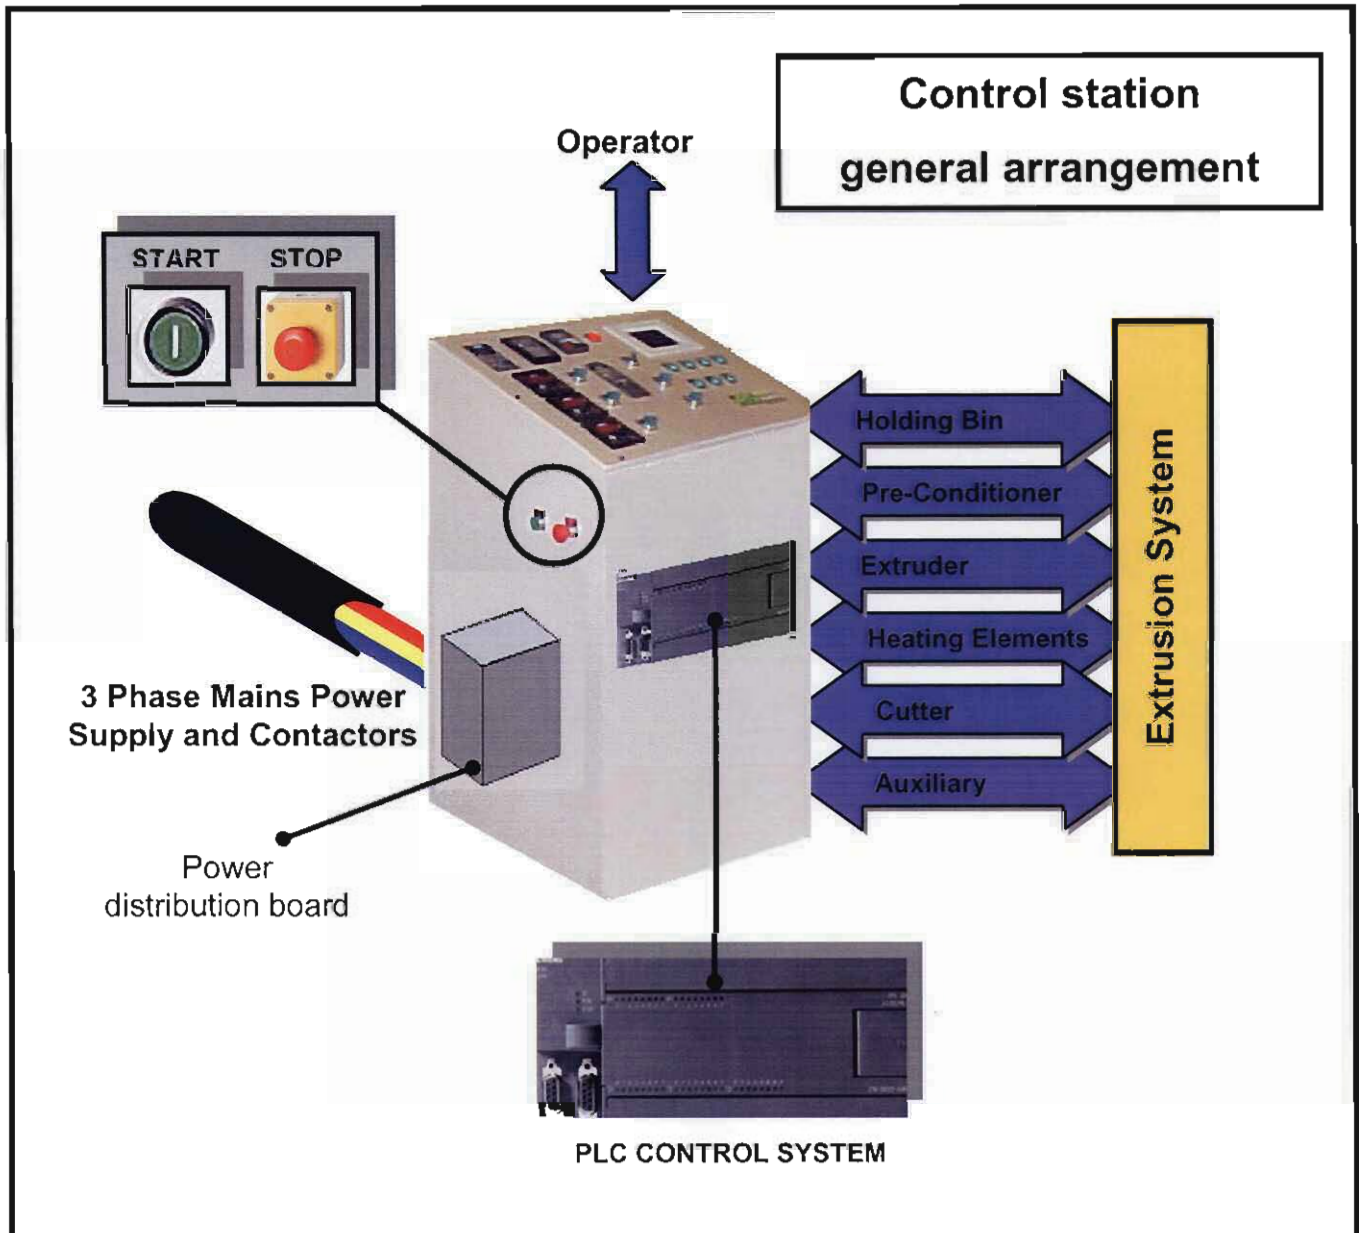 Control station
general arrangement
Operator
START STOP
Holding Bin
Pre-Conditioner
Extruder
Heating Elements
Cutter
Auxiliary
Extrusion System
3 Phase Mains Power
Supply and Contactors
Power
distribution board
PLC CONTROL SYSTEM